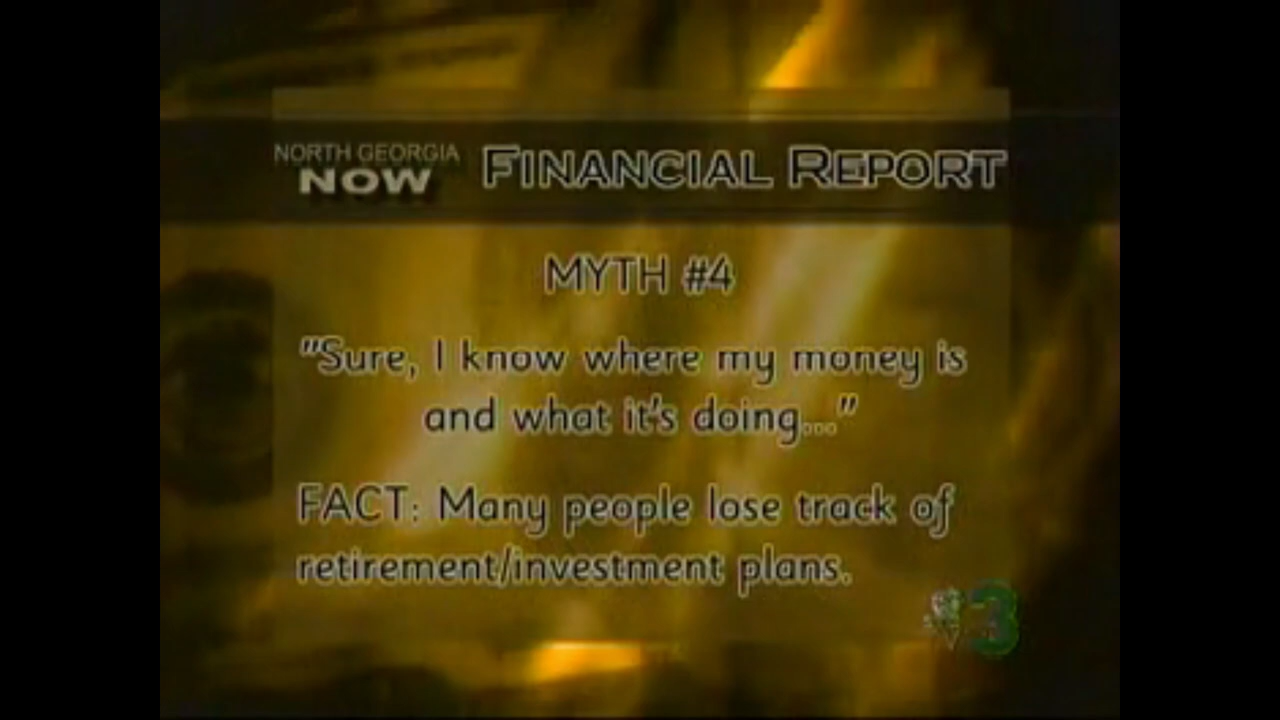 NORTH GEORGIA
NOW
FINANCIAL REPORT
MYTH #4
"Sure, I know where my money is
and what it's doing..."
FACT: Many people lose track of
retirement/investment plans.
3